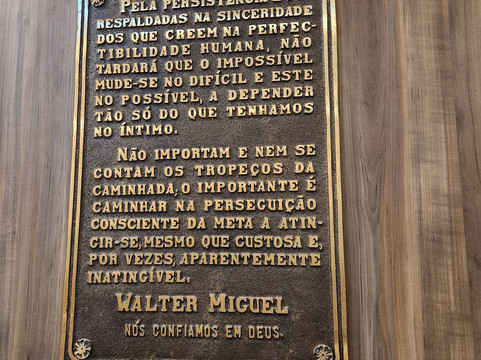 PELA PERSISTÊNCIA E
RESPALDADAS NA SINCERIDADE
DOS QUE CREEM NA PERFEC-
TIBILIDADE HUMANA, NÃO
TARDARÁ QUE O IMPOSSÍVEL
MUDE-SE NO DIFÍCIL E ESTE
NO POSSÍVEL, A DEPENDER
TÃO SÓ DO QUE TENHAMOS
NO ÍNTIMO.
NÃO IMPORTAM E NEM SE
CONTAM OS TROPEÇOS DA
CAMINHADA, O IMPORTANTE É
CAMINHAR NA PERSEGUIÇÃO
CONSCIENTE DA META A ATIN-
GIR-SE, MESMO QUE CUSTOSA E,
POR VEZES, APARENTEMENTE
INATINGÍVEL.
WALTER MIGUEL
NÓS CONFIAMOS EM DEUS.